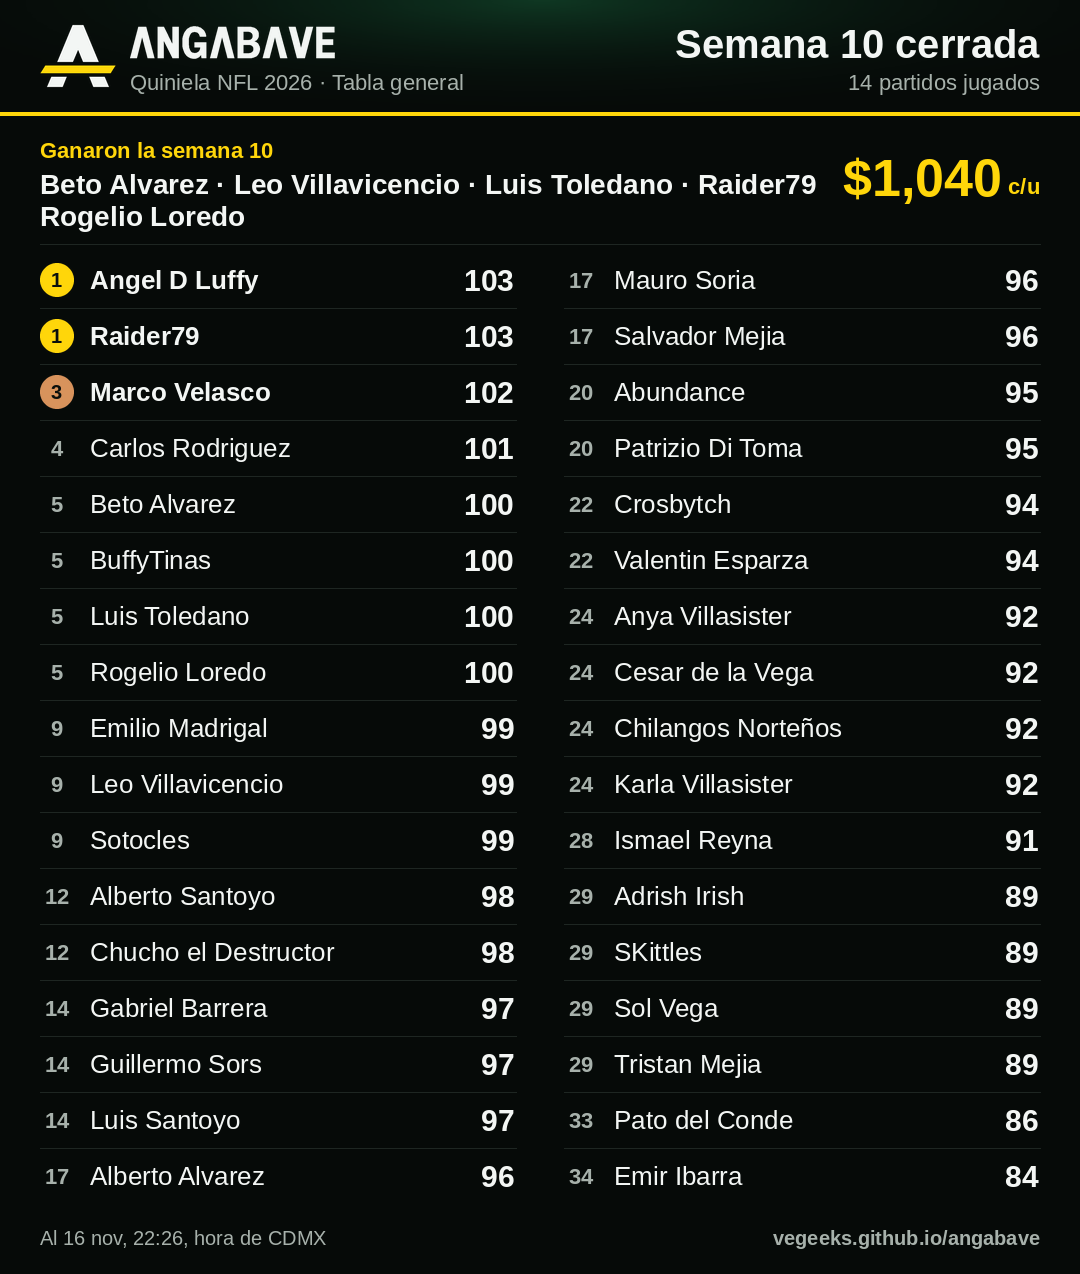 ANGABAVE
Quiniela NFL 2026 · Tabla general
Semana 10 cerrada
14 partidos jugados
Ganaron la semana 10
Beto Alvarez · Leo Villavicencio · Luis Toledano · Raider79
Rogelio Loredo
$1,040 c/u
1 Angel D Luffy 103
1 Raider79 103
3 Marco Velasco 102
4 Carlos Rodriguez 101
5 Beto Alvarez 100
5 BuffyTinas 100
5 Luis Toledano 100
5 Rogelio Loredo 100
9 Emilio Madrigal 99
9 Leo Villavicencio 99
9 Sotocles 99
12 Alberto Santoyo 98
12 Chucho el Destructor 98
14 Gabriel Barrera 97
14 Guillermo Sors 97
14 Luis Santoyo 97
17 Alberto Alvarez 96
17 Mauro Soria 96
17 Salvador Mejia 96
20 Abundance 95
20 Patrizio Di Toma 95
22 Crosbytch 94
22 Valentin Esparza 94
24 Anya Villasister 92
24 Cesar de la Vega 92
24 Chilangos Norteños 92
24 Karla Villasister 92
28 Ismael Reyna 91
29 Adrish Irish 89
29 SKittles 89
29 Sol Vega 89
29 Tristan Mejia 89
33 Pato del Conde 86
34 Emir Ibarra 84
Al 16 nov, 22:26, hora de CDMX
vegeeks.github.io/angabave